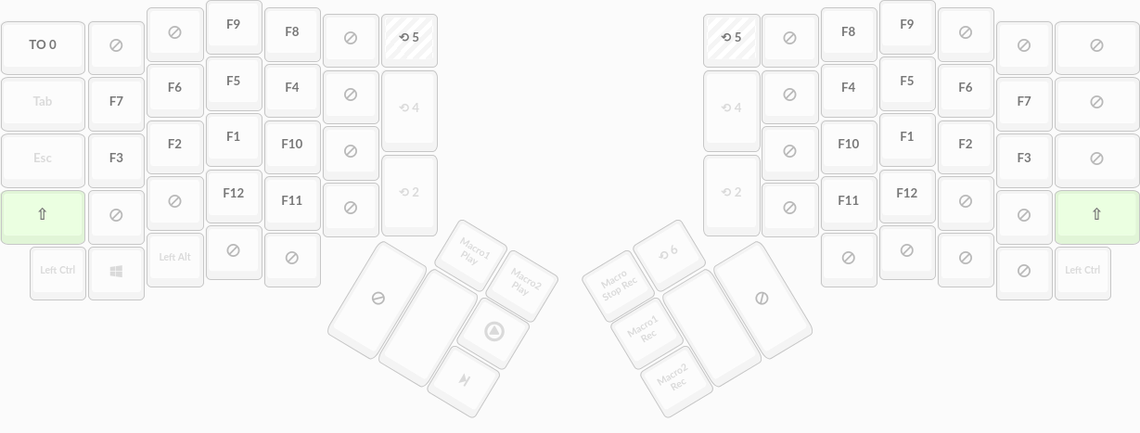 TO 0
F9
F8
⟲ 5
⟲ 5
F8
F9
Tab
F7
F6
F5
F4
⟲ 4
⟲ 4
F4
F5
F6
F7
Esc
F3
F2
F1
F10
F10
F1
F2
F3
⇧
F12
F11
⟲ 2
⟲ 2
F11
F12
⇧
Left Ctrl
Left Alt
Left Ctrl
Macro1
Play
Macro2
Play
Macro
Stop Rec
⟲ 6
Macro1
Rec
Macro2
Rec